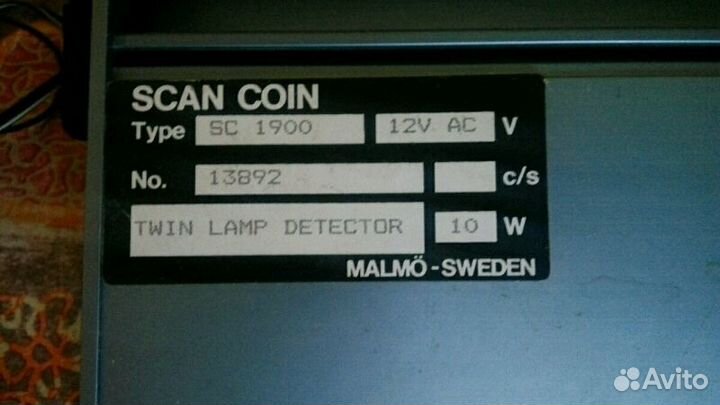 SCAN COIN
Type SC 1900 12V AC V
No. 13892 c/s
TWIN LAMP DETECTOR 10 W
MALMÖ-SWEDEN
Avito